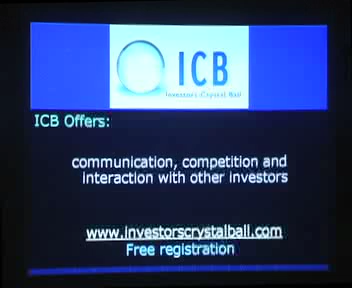 ICB
Investors Crystal Ball
ICB Offers:
communication, competition and
interaction with other investors
www.investorscrystalball.com
Free registration